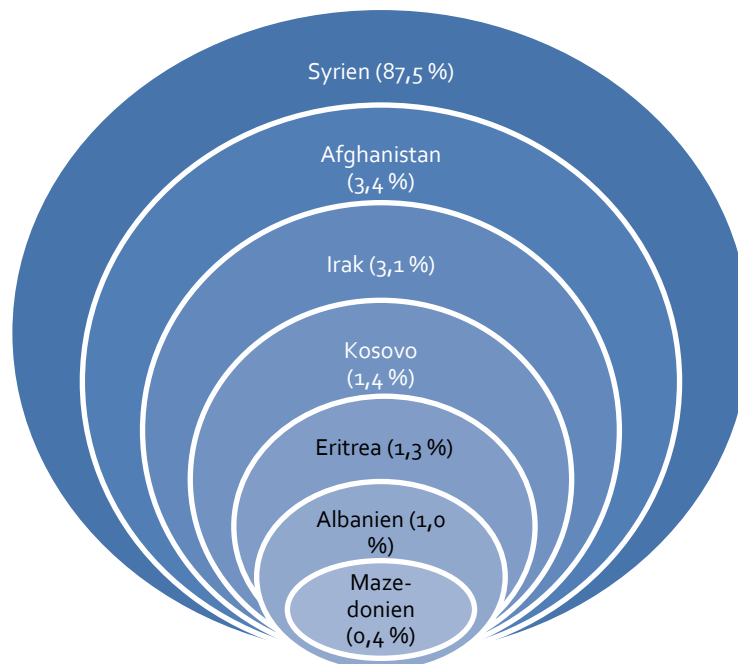 Syrien (87,5 %)
Afghanistan
(3,4 %)
Irak (3,1 %)
Kosovo
(1,4 %)
Eritrea (1,3 %)
Albanien (1,0
%)
Maze-
donien
(0,4 %)